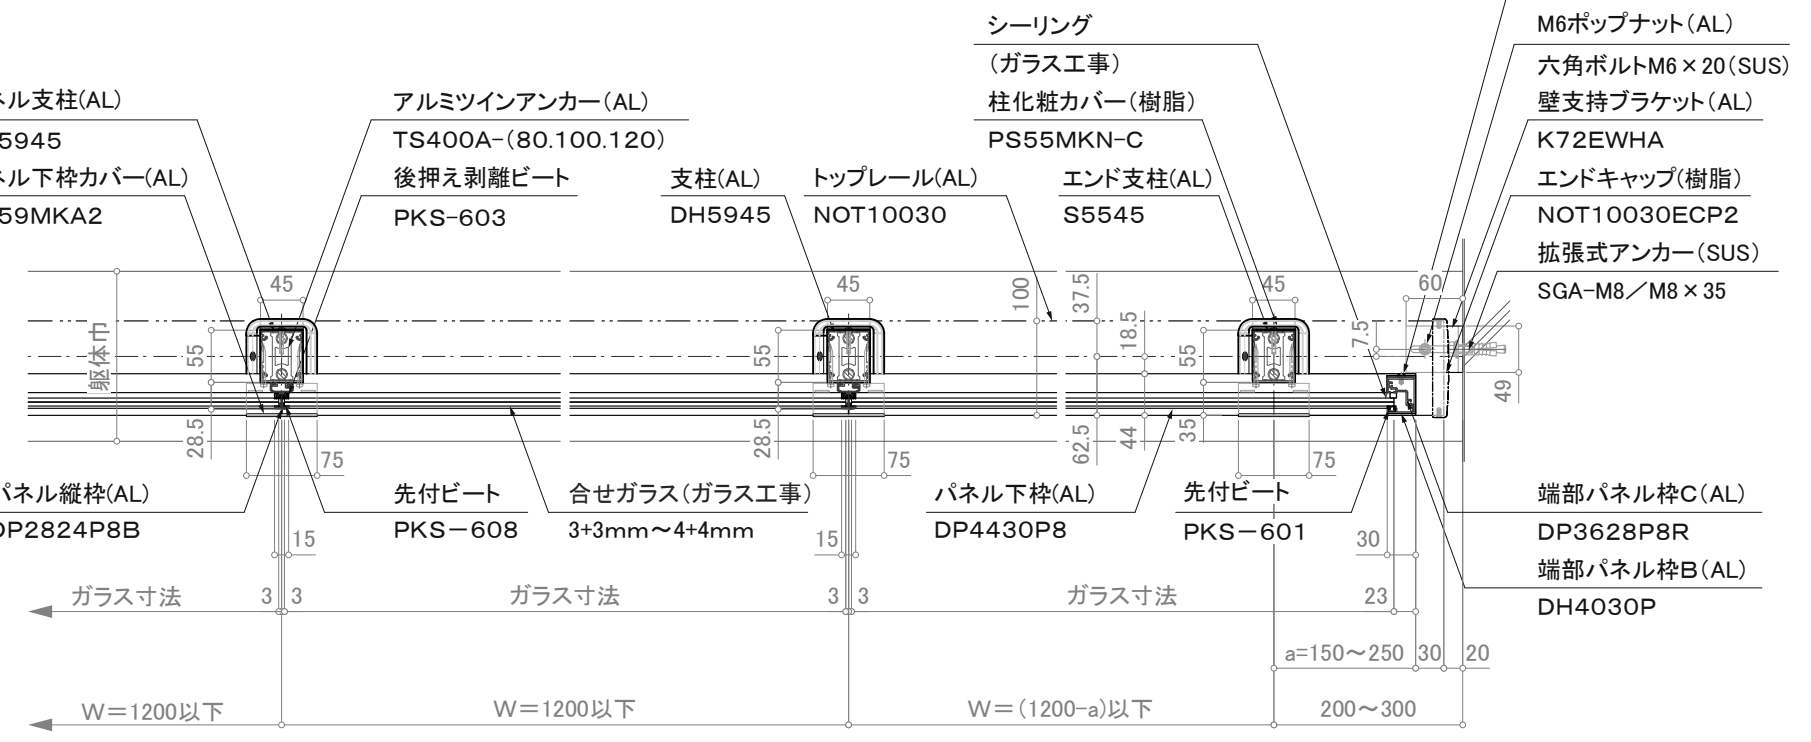 ネル支柱(AL)
5945
ネル下枠カバー(AL)
59MKA2
アルミツインアンカー(AL)
TS400A-(80.100.120)
後押え剥離ビート
PKS-603
支柱(AL)
DH5945
トップレール(AL)
NOT10030
シーリング
(ガラス工事)
柱化粧カバー(樹脂)
PS55MKN-C
エンド支柱(AL)
S5545
M6ポップナット(AL)
六角ボルトM6×20(SUS)
壁支持ブラケット(AL)
K72EWHA
エンドキャップ(樹脂)
NOT10030ECP2
拡張式アンカー(SUS)
SGA-M8/M8×35
躯体巾
45
55
28.5
75
45
55
28.5
75
100
37.5
18.5
62.5
44
45
55
35
75
60
7.5
49
パネル縦枠(AL)
DP2824P8B
先付ビート
PKS-608
合せガラス(ガラス工事)
3+3mm~4+4mm
パネル下枠(AL)
DP4430P8
先付ビート
PKS-601
端部パネル枠C(AL)
DP3628P8R
端部パネル枠B(AL)
DH4030P
15
15
30
ガラス寸法
3
3
ガラス寸法
3
3
ガラス寸法
23
a=150~250
30
20
W=1200以下
W=1200以下
W=(1200-a)以下
200~300